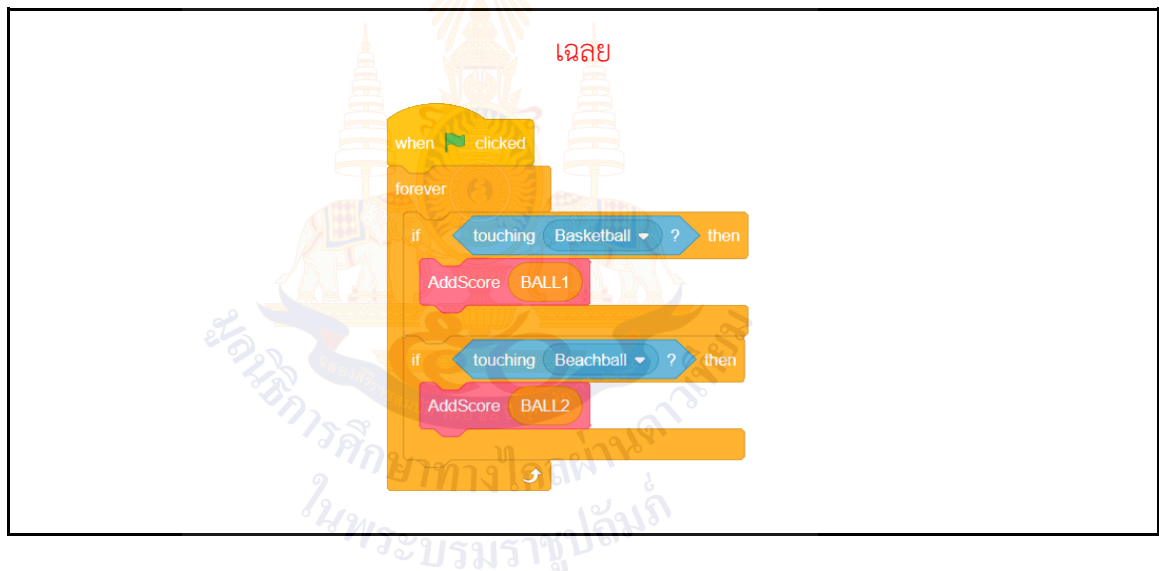 เฉลย
when clicked
forever
if touching Basketball ? then
AddScore BALL1
if touching Beachball ? then
AddScore BALL2
มูลนิธิการศึกษาทางไกลผ่านดาวเทียม
ในพระบรมราชูปถัมภ์